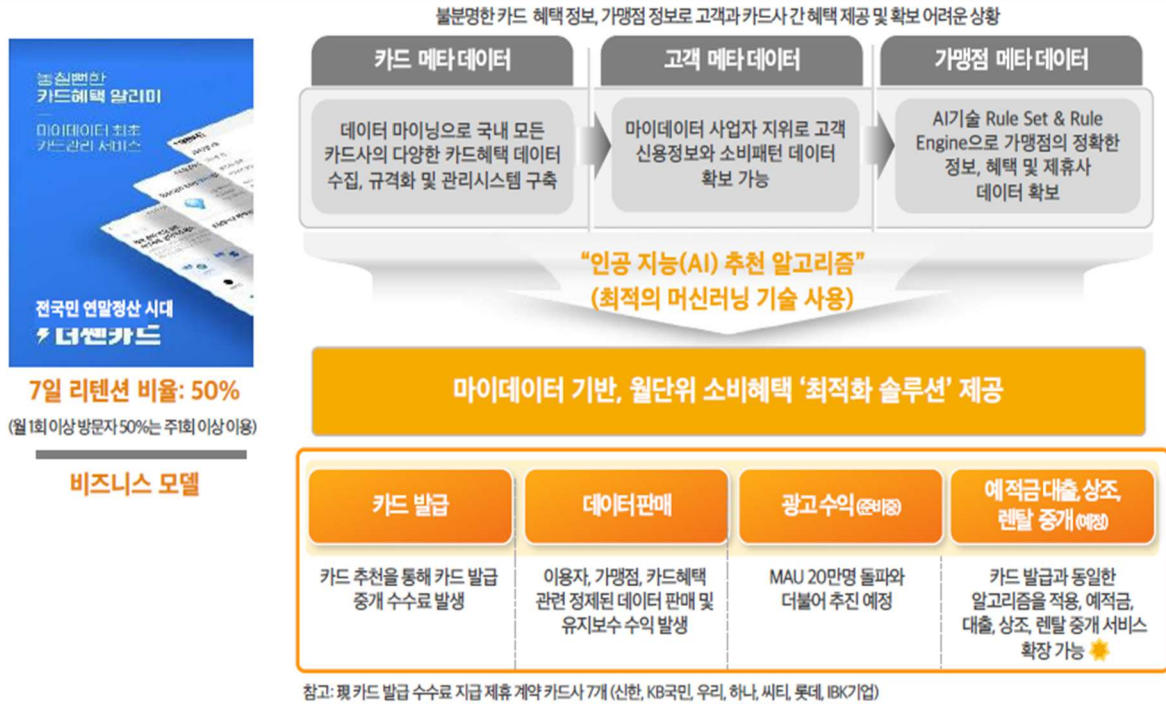 불분명한 카드 혜택 정보, 가맹점 정보로 고객과 카드사 간 혜택 제공 및 확보 어려운 상황
놓칠뻔한
카드혜택 알리미
마이데이터 최초
카드관리 서비스
전국민 연말정산 시대
더쎈카드
7일 리텐션 비율: 50%
(월 1회 이상 방문자 50%는 주1회 이상 이용)
비즈니스 모델
카드 메타 데이터
고객 메타 데이터
가맹점 메타 데이터
데이터 마이닝으로 국내 모든
카드사의 다양한 카드혜택 데이터
수집, 규격화 및 관리시스템 구축
마이데이터 사업자 지위로 고객
신용정보와 소비패턴 데이터
확보 가능
AI기술 Rule Set & Rule
Engine으로 가맹점의 정확한
정보, 혜택 및 제휴사
데이터 확보
“인공 지능(AI) 추천 알고리즘”
(최적의 머신러닝 기술 사용)
마이데이터 기반, 월단위 소비혜택 ‘최적화 솔루션’ 제공
카드 발급
데이터 판매
광고 수익 (준비중)
예적금 대출, 상조,
렌탈 중개 (예정)
카드 추천을 통해 카드 발급
중개 수수료 발생
이용자, 가맹점, 카드혜택
관련 정제된 데이터 판매 및
유지보수 수익 발생
MAU 20만명 돌파와
더불어 추진 예정
카드 발급과 동일한
알고리즘을 적용, 예적금,
대출, 상조, 렌탈 중개 서비스
확장 가능
참고: 現 카드 발급 수수료 지급 제휴 계약 카드사 7개 (신한, KB국민, 우리, 하나, 씨티, 롯데, IBK기업)